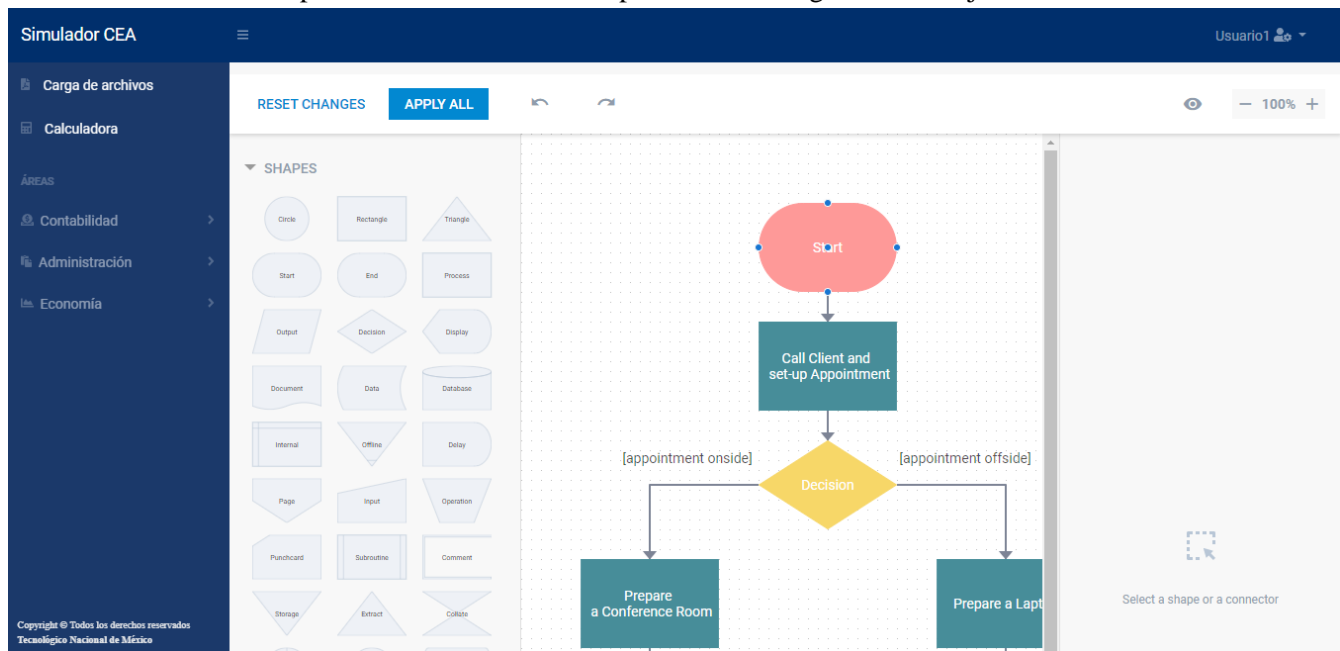 Simulador CEA
Usuario1
Carga de archivos
Calculadora
ÁREAS
Contabilidad
Administración
Economía
Copyright © Todos los derechos reservados
Tecnológico Nacional de México
RESET CHANGES
APPLY ALL
100%
SHAPES
Circle
Rectangle
Triangle
Start
End
Process
Output
Decision
Display
Document
Data
Database
Internal
Offline
Delay
Page
Input
Operation
Punchcard
Subroutine
Comment
Storage
Extract
Collate
Start
Call Client and
set-up Appointment
[appointment onside]
[appointment offside]
Decision
Prepare
a Conference Room
Prepare a Lapt
Select a shape or a connector